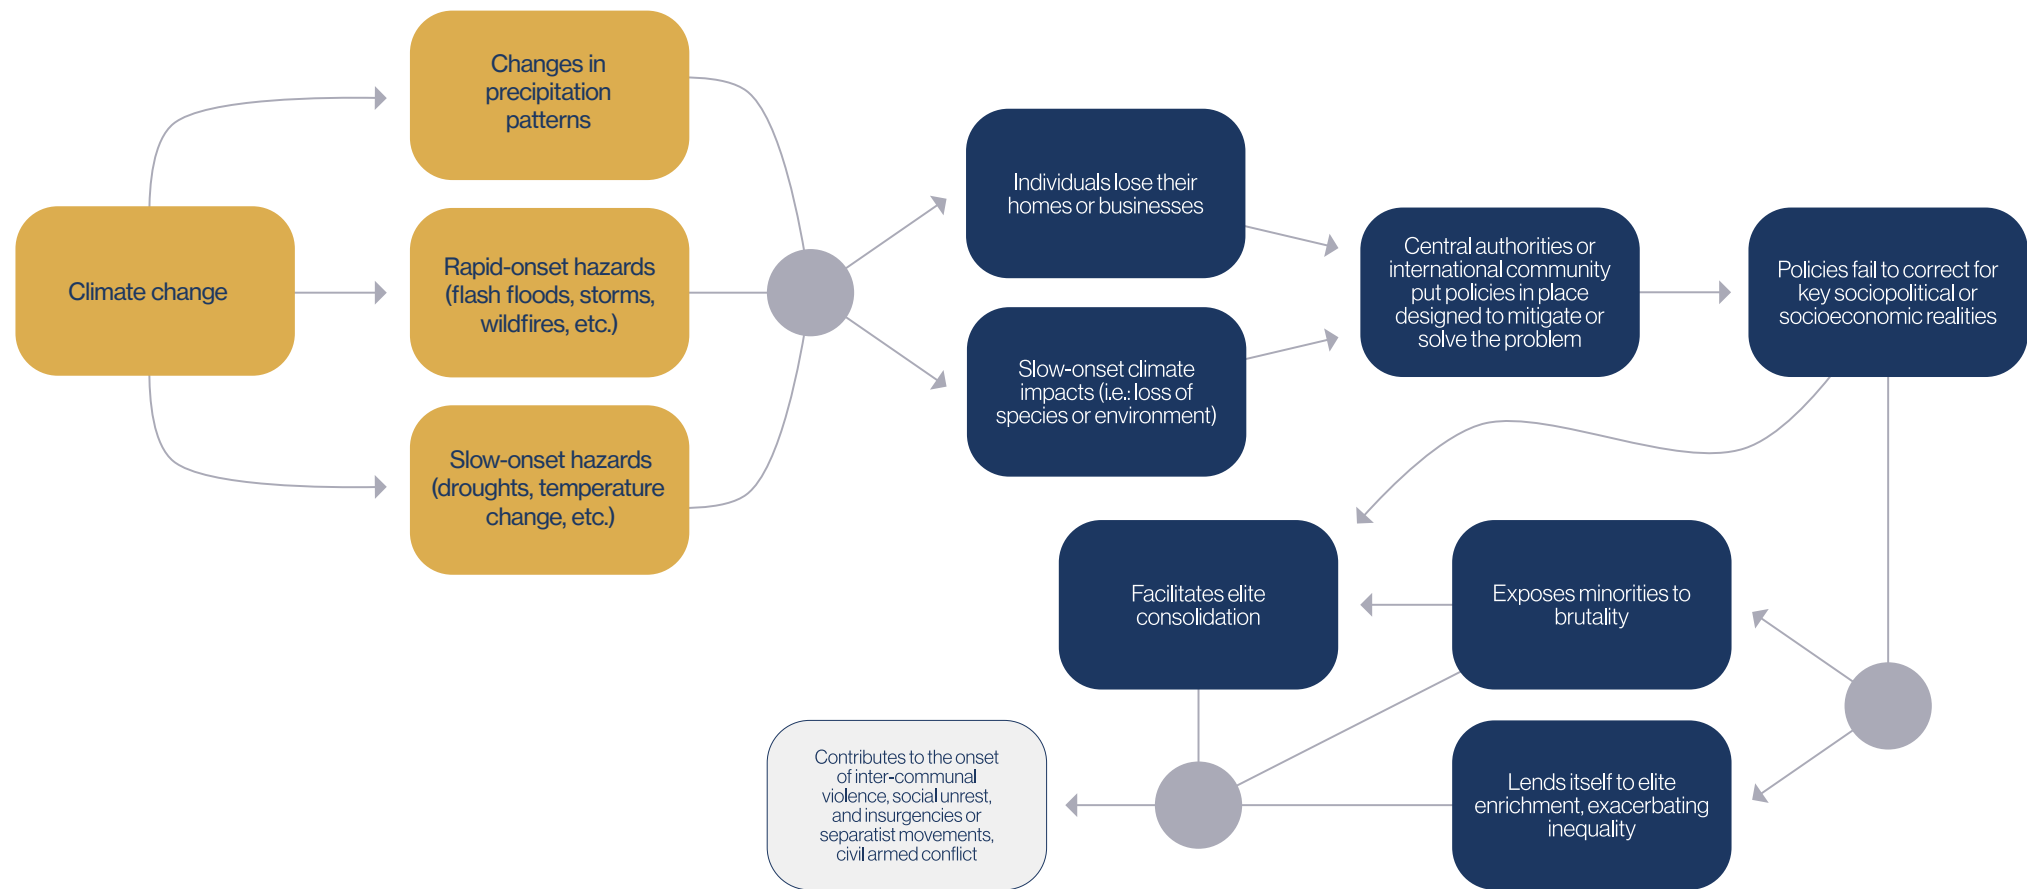 Changes in
precipitation
patterns
Climate change
Rapid-onset hazards
(flash floods, storms,
wildfires, etc.)
Slow-onset hazards
(droughts, temperature
change, etc.)
Individuals lose their
homes or businesses
Slow-onset climate
impacts (i.e.: loss of
species or environment)
Central authorities or
international community
put policies in place
designed to mitigate or
solve the problem
Policies fail to correct for
key sociopolitical or
socioeconomic realities
Facilitates elite
consolidation
Exposes minorities to
brutality
Lends itself to elite
enrichment, exacerbating
inequality
Contributes to the onset
of inter-communal
violence, social unrest,
and insurgencies or
separatist movements,
civil armed conflict